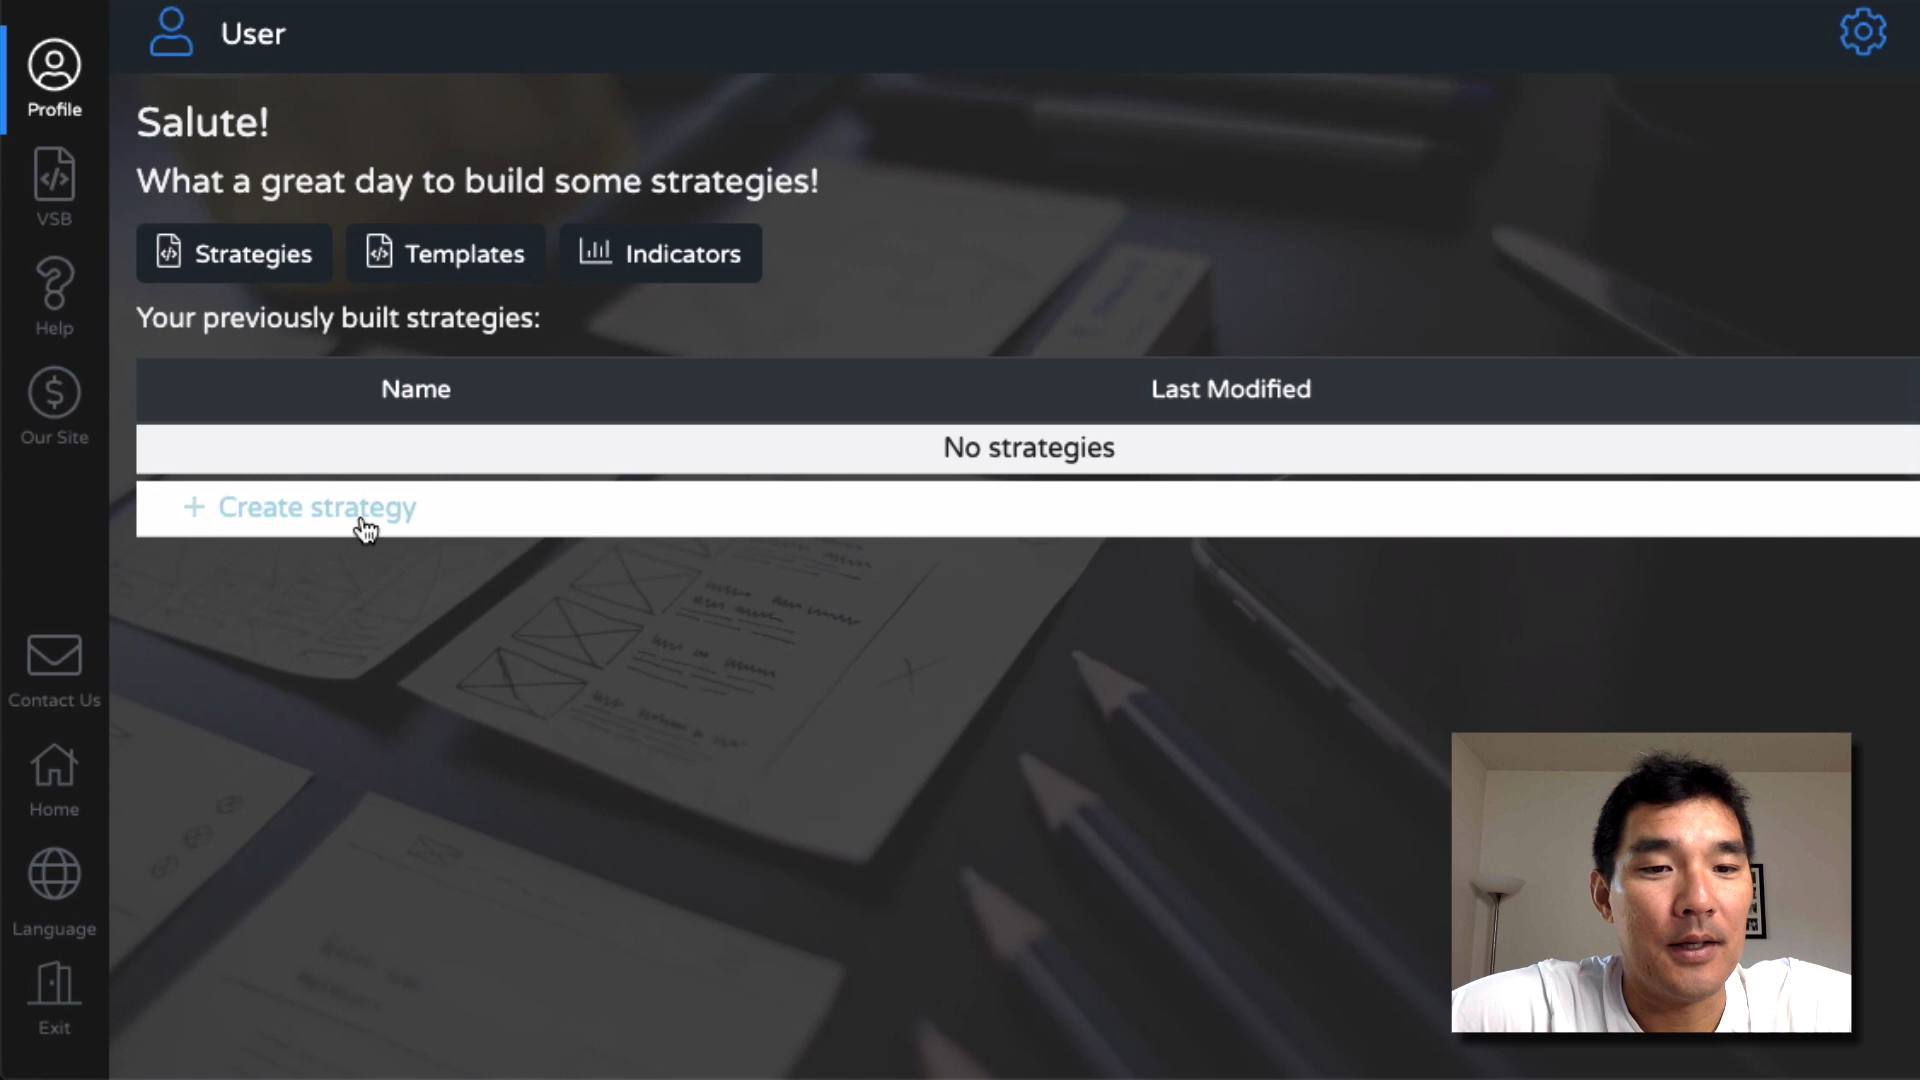 User
Profile
VSB
Help
Our Site
Contact Us
Home
Language
Exit
Salute!
What a great day to build some strategies!
Strategies
Templates
Indicators
Your previously built strategies:
Name
Last Modified
No strategies
+ Create strategy